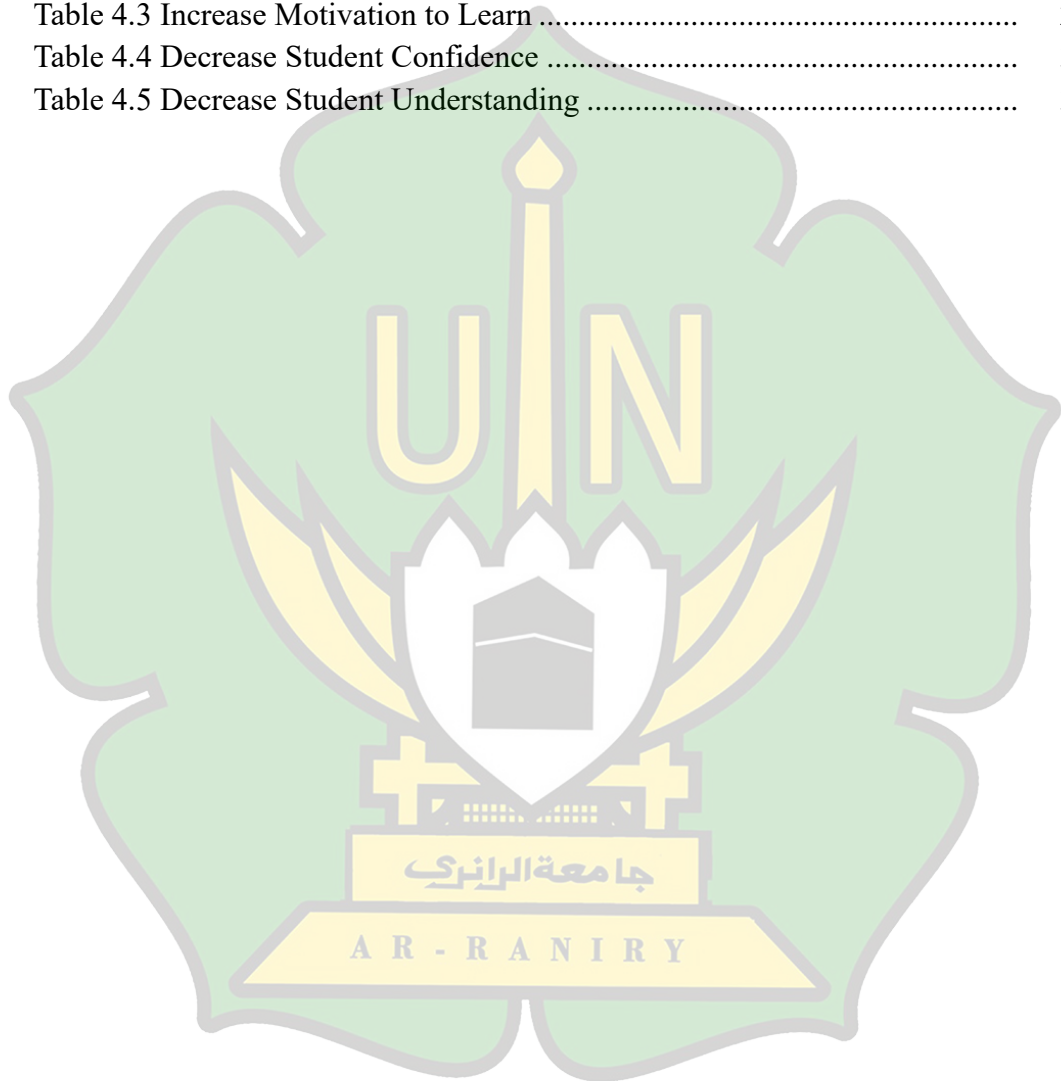 Table 4.3 Increase Motivation to Learn ...........................................................................
Table 4.4 Decrease Student Confidence ..........................................................................
Table 4.5 Decrease Student Understanding ....................................................................
UIN
جامعة الرانري
AR-RANIRY